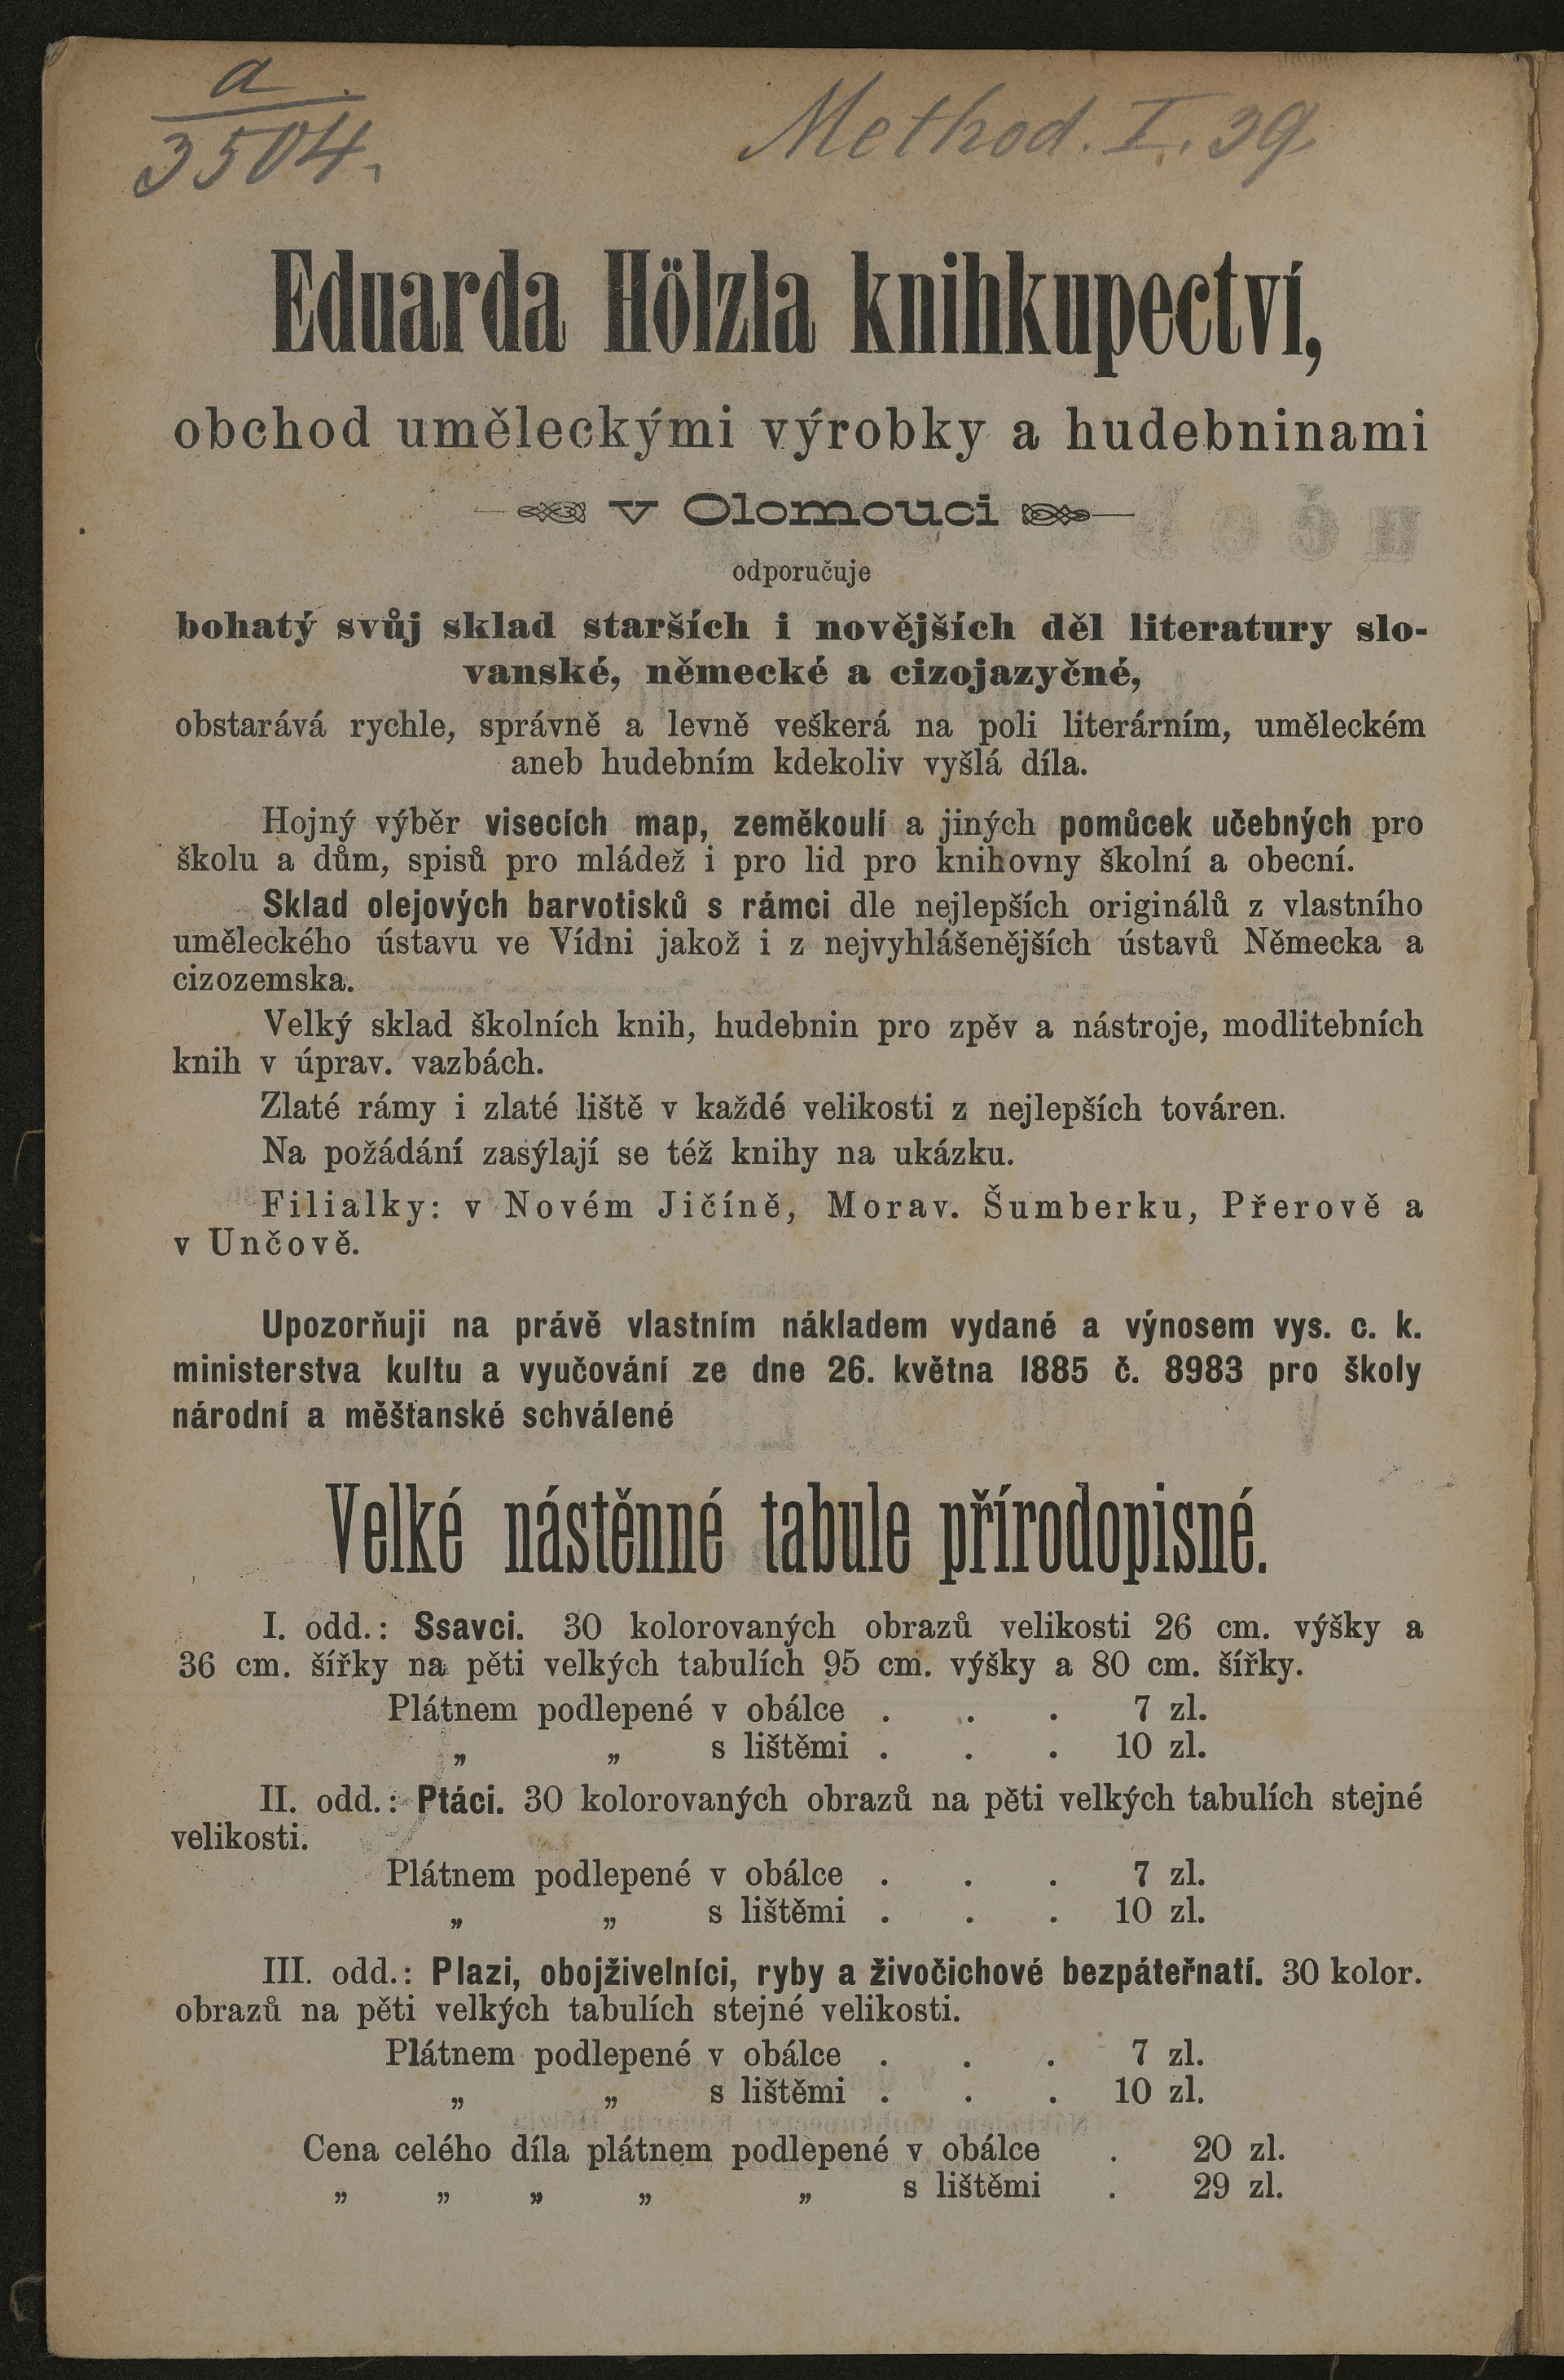 a
3504.
Method. I. 39
Eduarda Hölzla knihkupectví,
obchod uměleckými výrobky a hudebninami
v Olomouci
odporučuje
bohatý svůj sklad starších i novějších děl literatury slo-
vanské, německé a cizojazyčné,
obstarává rychle, správně a levně veškerá na poli literárním, uměleckém
aneb hudebním kdekoliv vyšlá díla.
Hojný výběr visecích map, zeměkoulí a jiných pomůcek učebných pro
školu a dům, spisů pro mládež i pro lid pro knihovny školní a obecní.
Sklad olejových barvotisků s rámci dle nejlepších originálů z vlastního
uměleckého ústavu ve Vídni jakož i z nejvyhlášenějších ústavů Německa a
cizozemska.
Velký sklad školních knih, hudebnin pro zpěv a nástroje, modlitebních
knih v úprav. vazbách.
Zlaté rámy i zlaté liště v každé velikosti z nejlepších továren.
Na požádání zasýlají se též knihy na ukázku.
Filialky: v Novém Jičíně, Morav. Šumberku, Přerově a
v Unčově.
Upozorňuji na právě vlastním nákladem vydané a výnosem vys. c. k.
ministerstva kultu a vyučování ze dne 26. května 1885 č. 8983 pro školy
národní a měšťanské schválené
Velké nástěnné tabule přírodopisné.
I. odd.: Ssavci. 30 kolorovaných obrazů velikosti 26 cm. výšky a
36 cm. šířky na pěti velkých tabulích 95 cm. výšky a 80 cm. šířky.
Plátnem podlepené v obálce . . . 7 zl.
„ „ s lištěmi . . . 10 zl.
II. odd.: Ptáci. 30 kolorovaných obrazů na pěti velkých tabulích stejné
velikosti.
Plátnem podlepené v obálce . . . 7 zl.
„ „ s lištěmi . . . 10 zl.
III. odd.: Plazi, obojživelníci, ryby a živočichové bezpáteřnatí. 30 kolor.
obrazů na pěti velkých tabulích stejné velikosti.
Plátnem podlepené v obálce . . . 7 zl.
„ „ s lištěmi . . . 10 zl.
Cena celého díla plátnem podlepené v obálce . 20 zl.
„ „ „ „ „ s lištěmi . 29 zl.